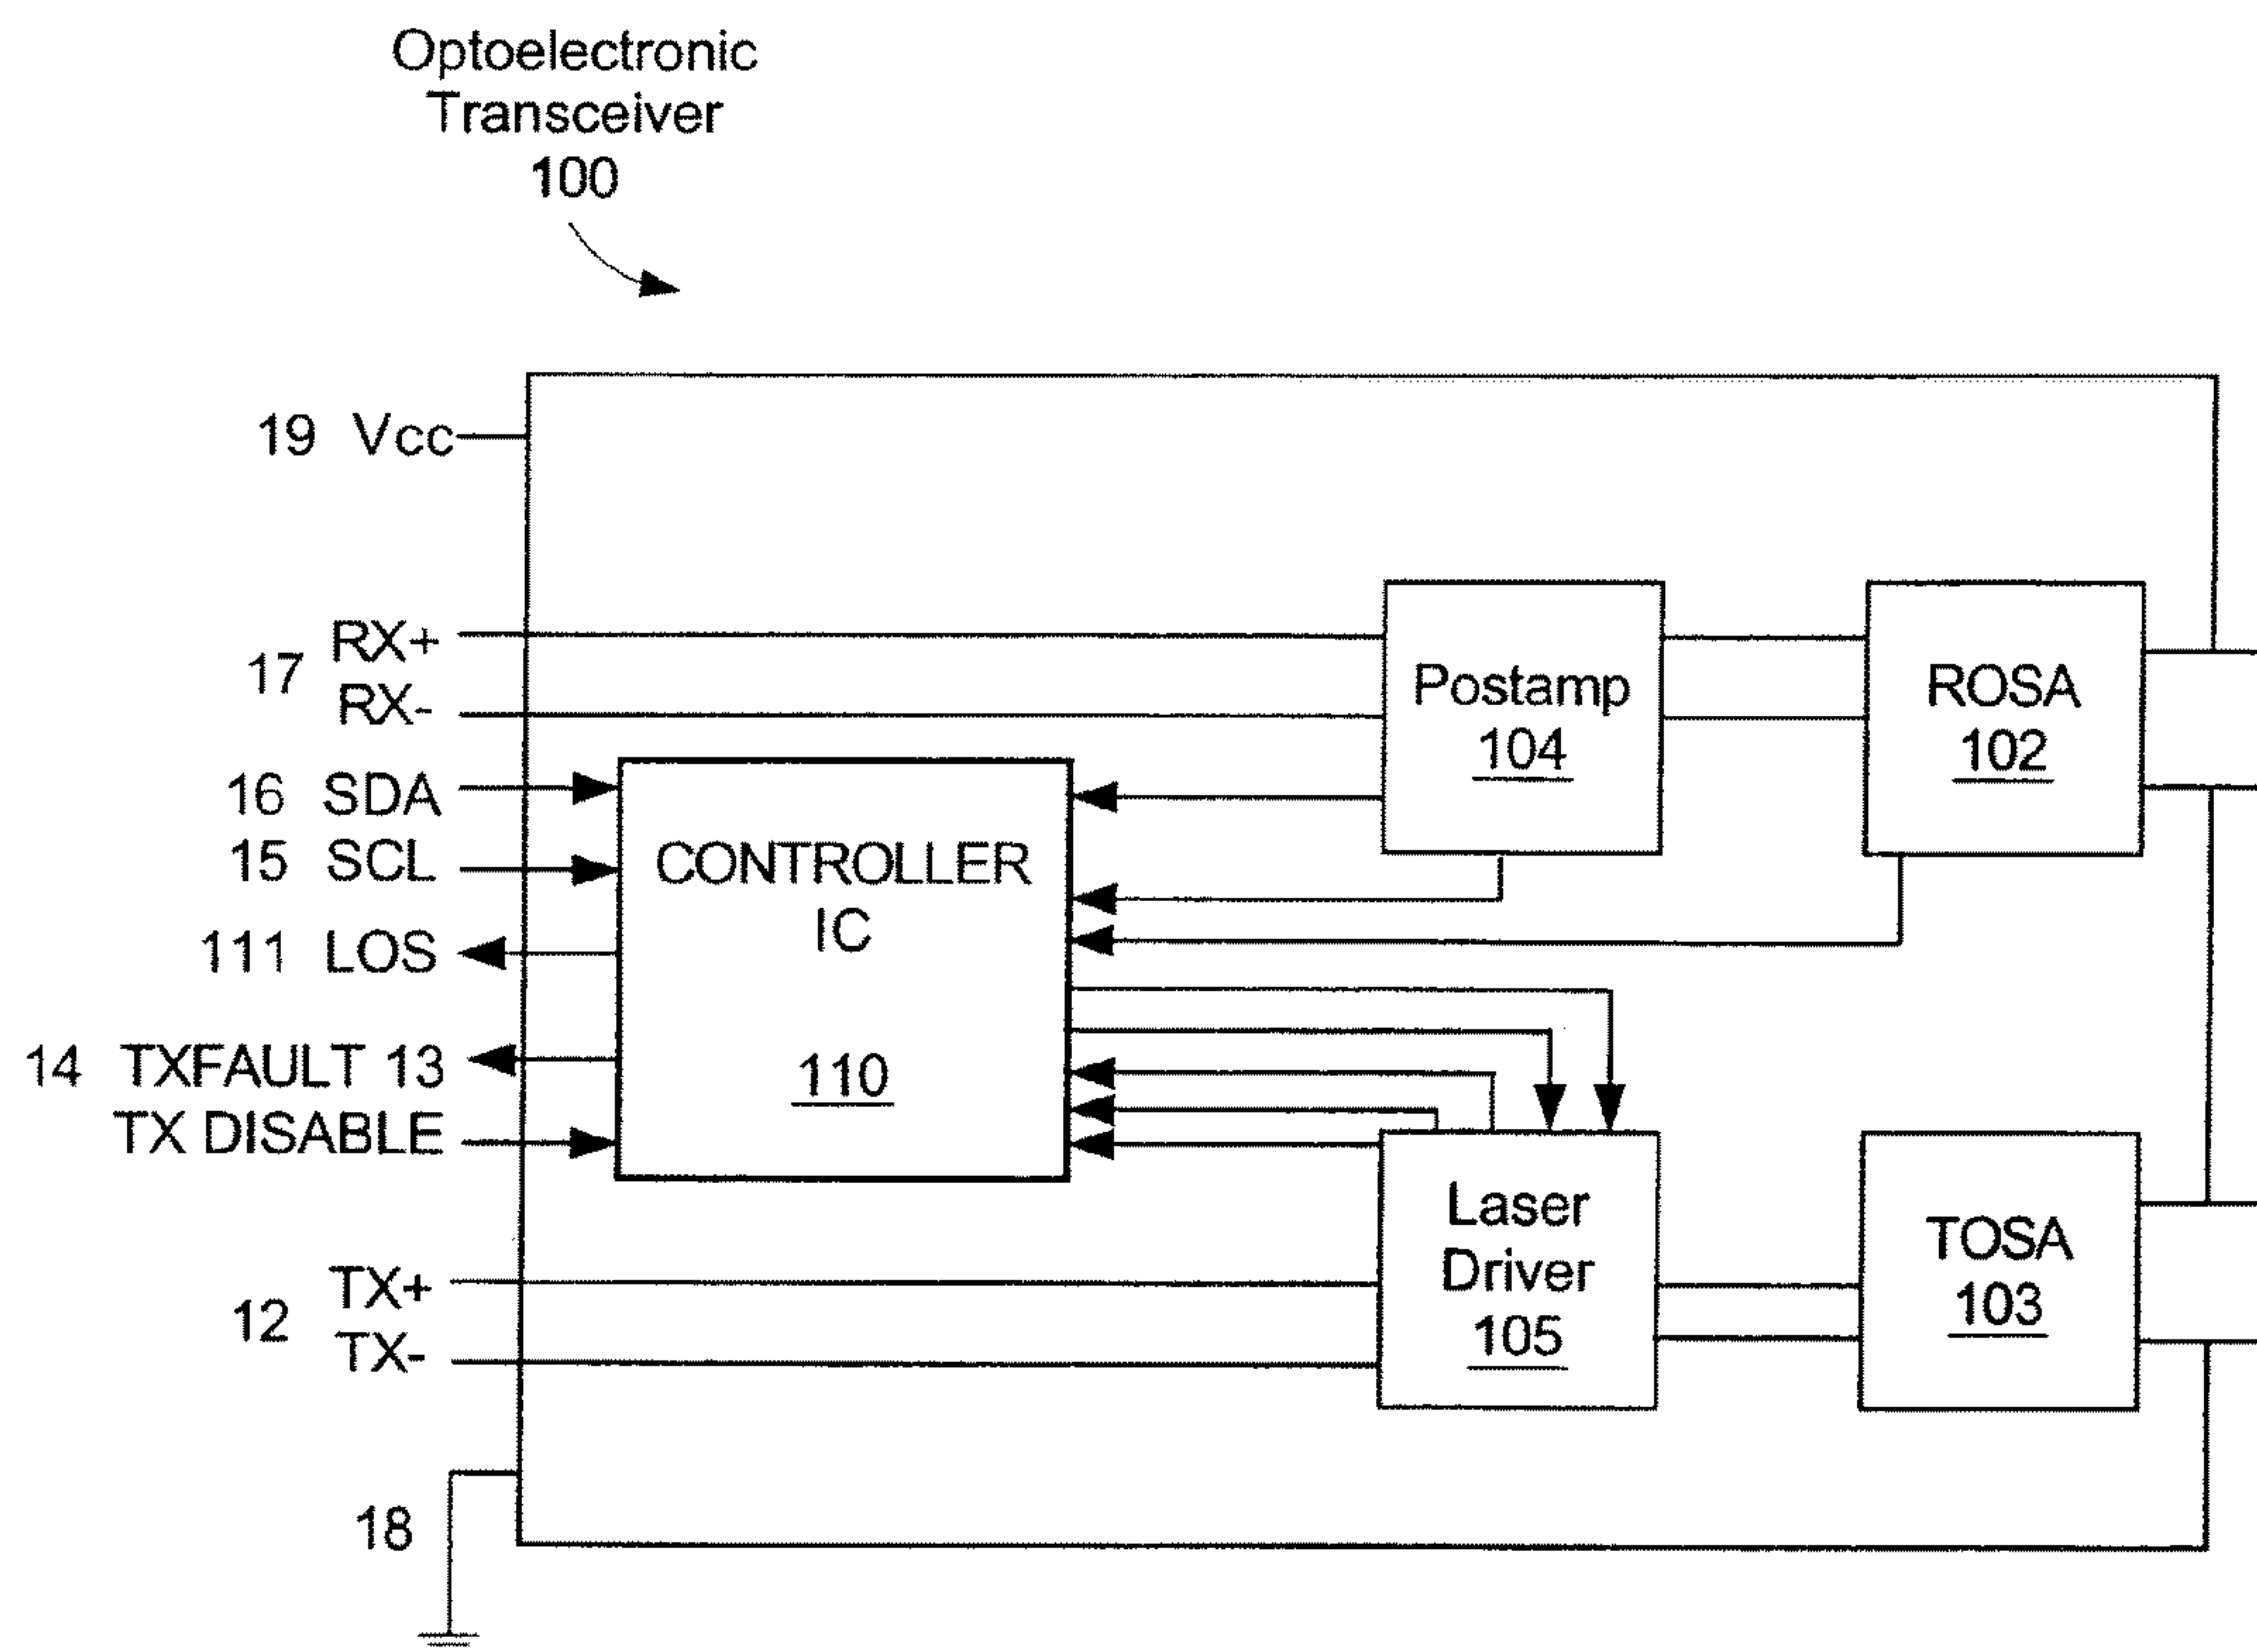 Optoelectronic
Transceiver
100
19 Vcc
RX+
17
RX-
16 SDA
15 SCL
111 LOS
14 TXFAULT 13
TX DISABLE
TX+
12
TX-
18
CONTROLLER
IC
110
Postamp
104
ROSA
102
Laser
Driver
105
TOSA
103